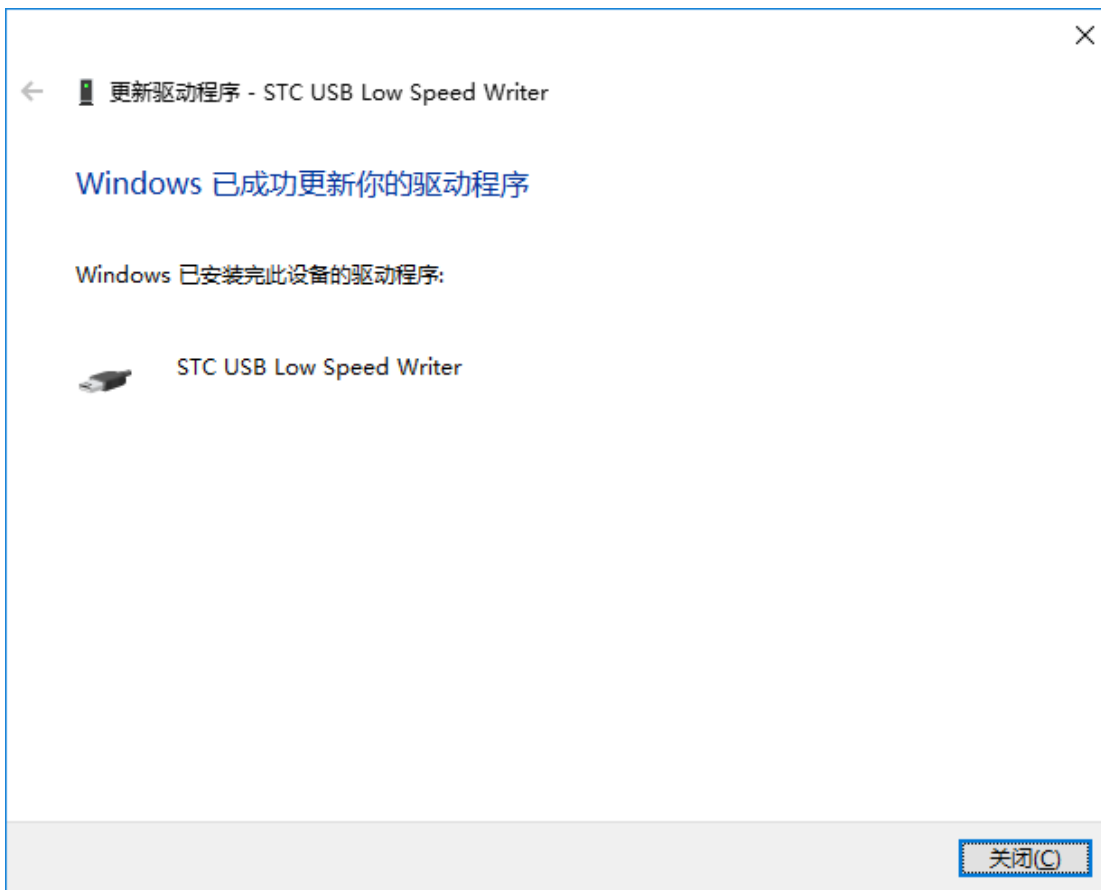 更新驱动程序 - STC USB Low Speed Writer
Windows 已成功更新你的驱动程序
Windows 已安装完此设备的驱动程序:
STC USB Low Speed Writer
关闭(C)